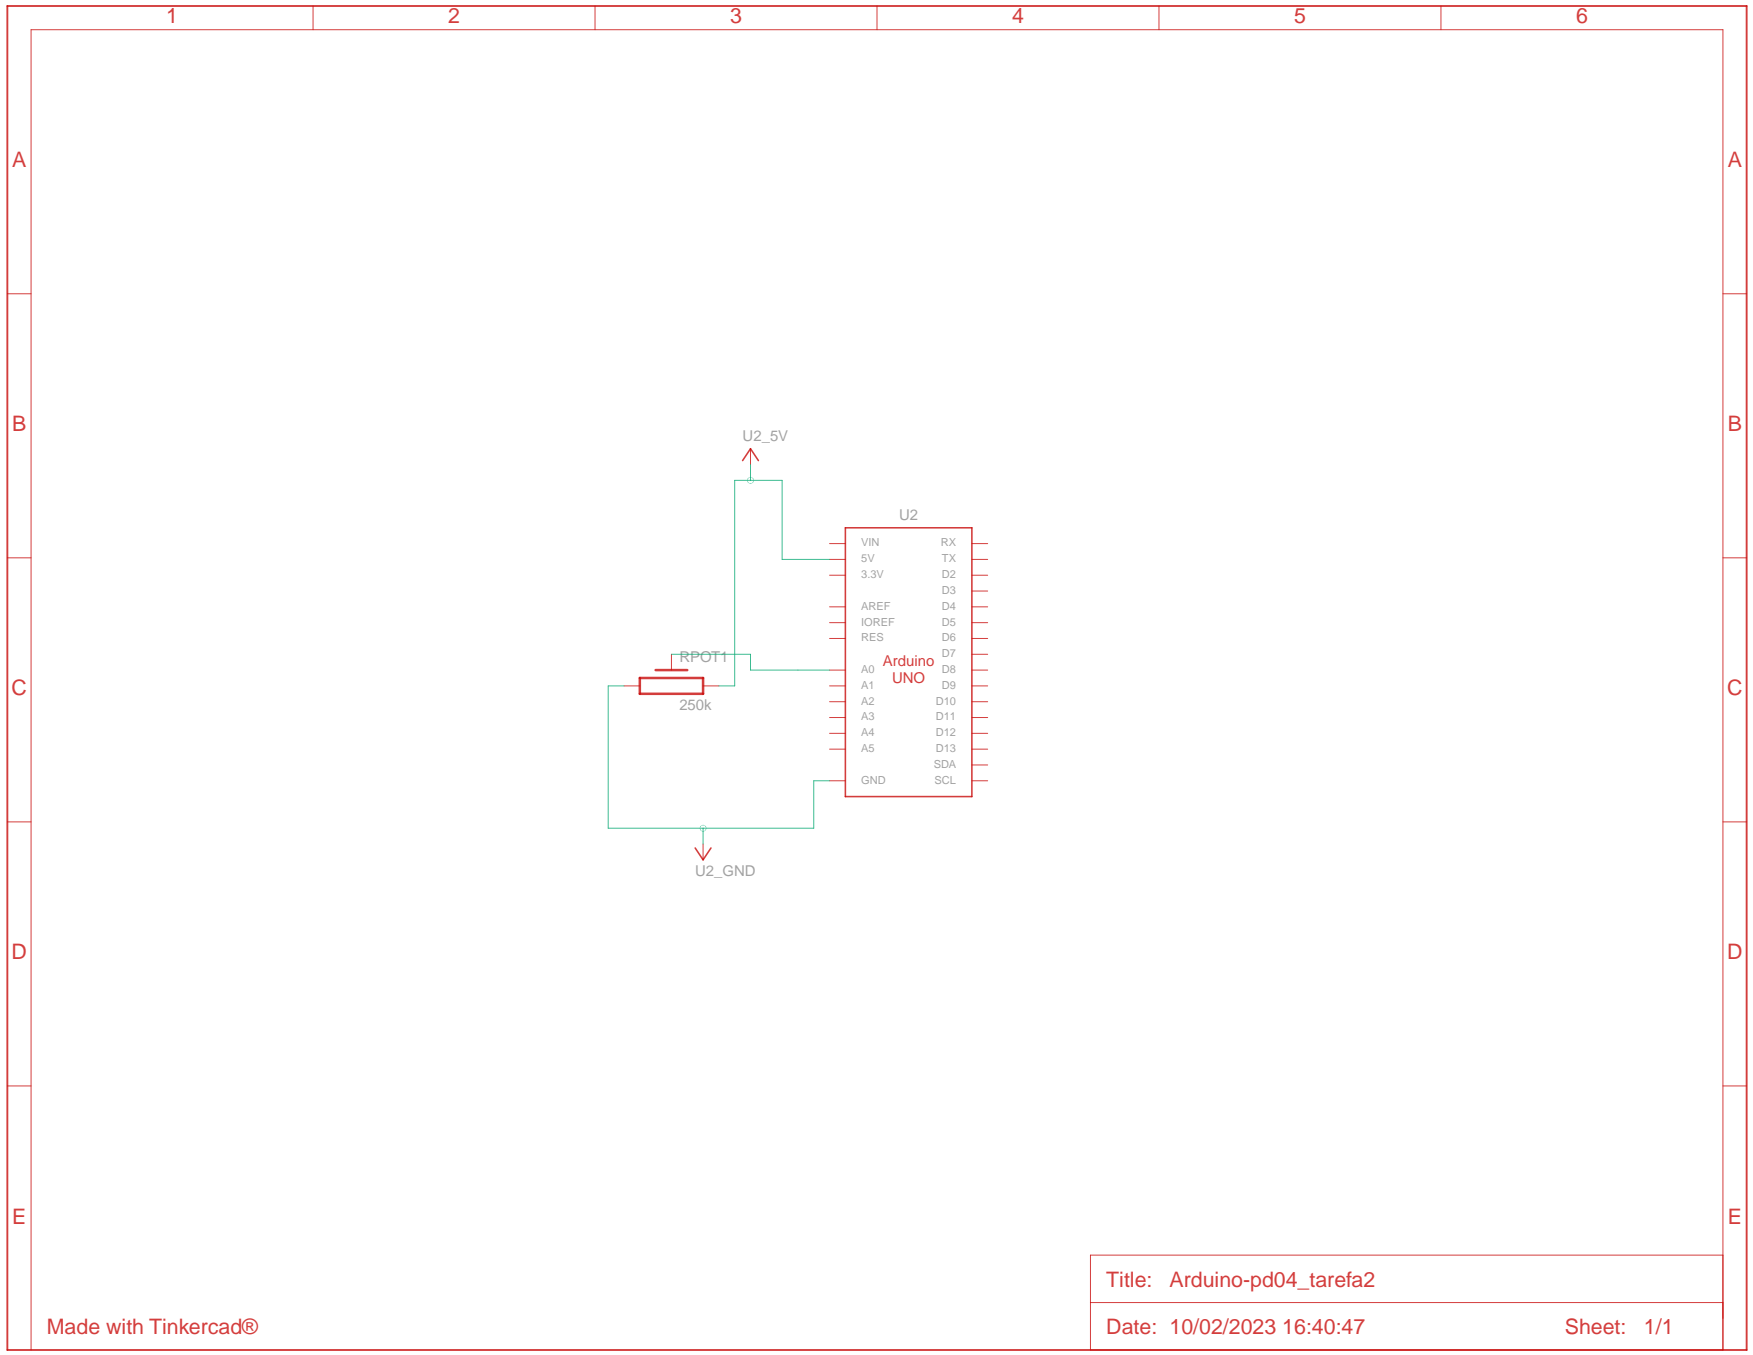 1 2 3 4 5 6
A A
B B
U2_5V
U2
VIN RX
5V TX
3.3V D2
D3
AREF D4
IOREF D5
RES D6
D7
RPOT1
Arduino
A0 D8
UNO
A1 D9
C C
A2 D10
250k
A3 D11
A4 D12
A5 D13
SDA
GND SCL
U2_GND
D D
E E
Title: Arduino-pd04_tarefa2
Made with Tinkercad®
Date: 10/02/2023 16:40:47 Sheet: 1/1